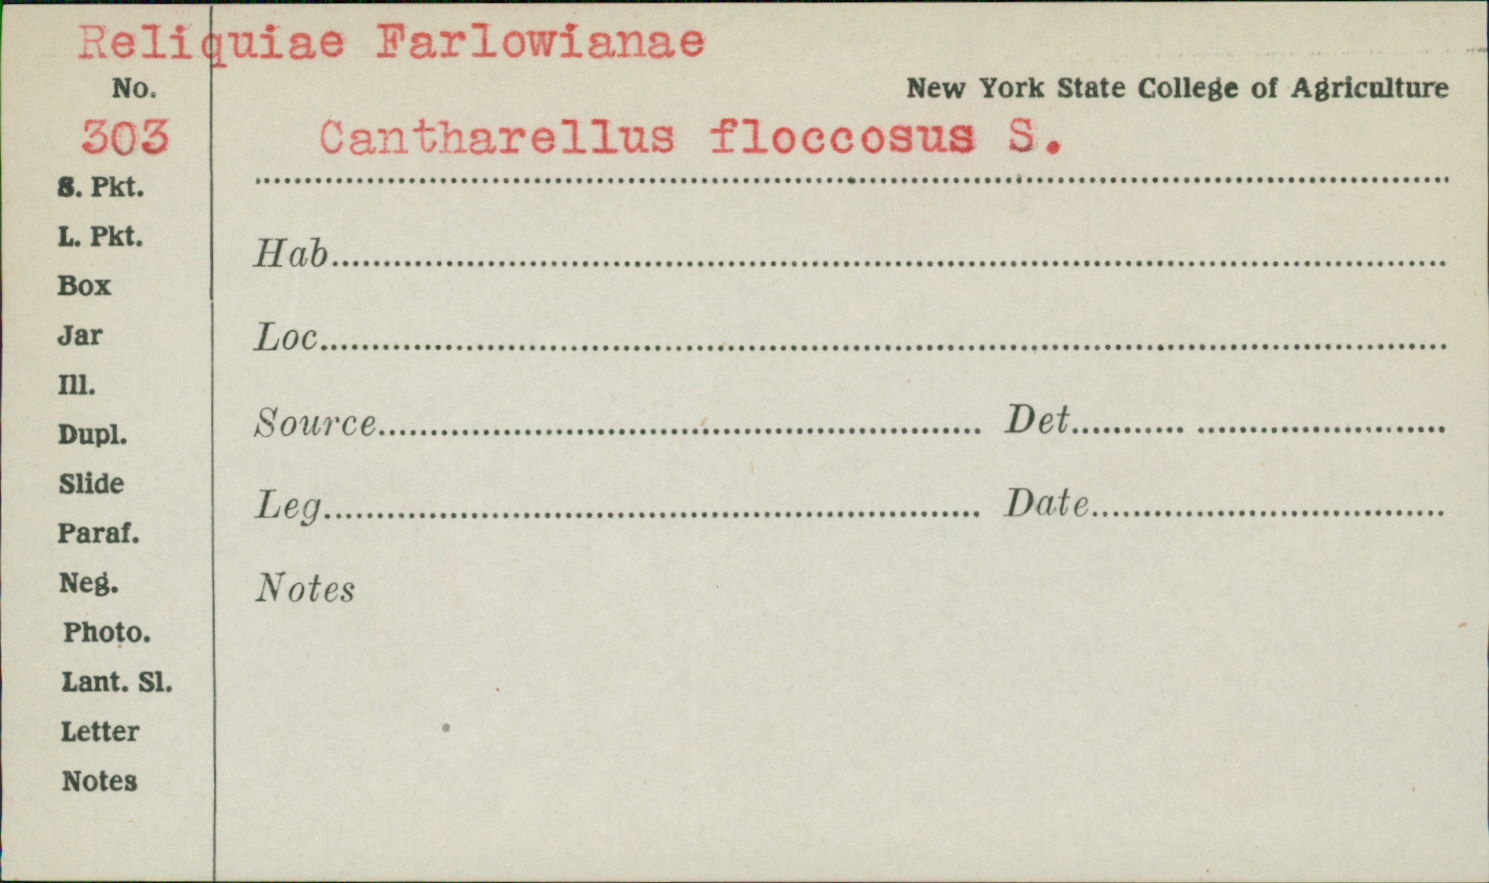 Reliquiae Farlowianae
No.
New York State College of Agriculture
303
Cantharellus floccosus S.
S. Pkt.
L. Pkt.
Box
Jar
Ill.
Dupl.
Slide
Paraf.
Neg.
Photo.
Lant. Sl.
Letter
Notes
Hab
Loc
Source Det
Leg Date
Notes